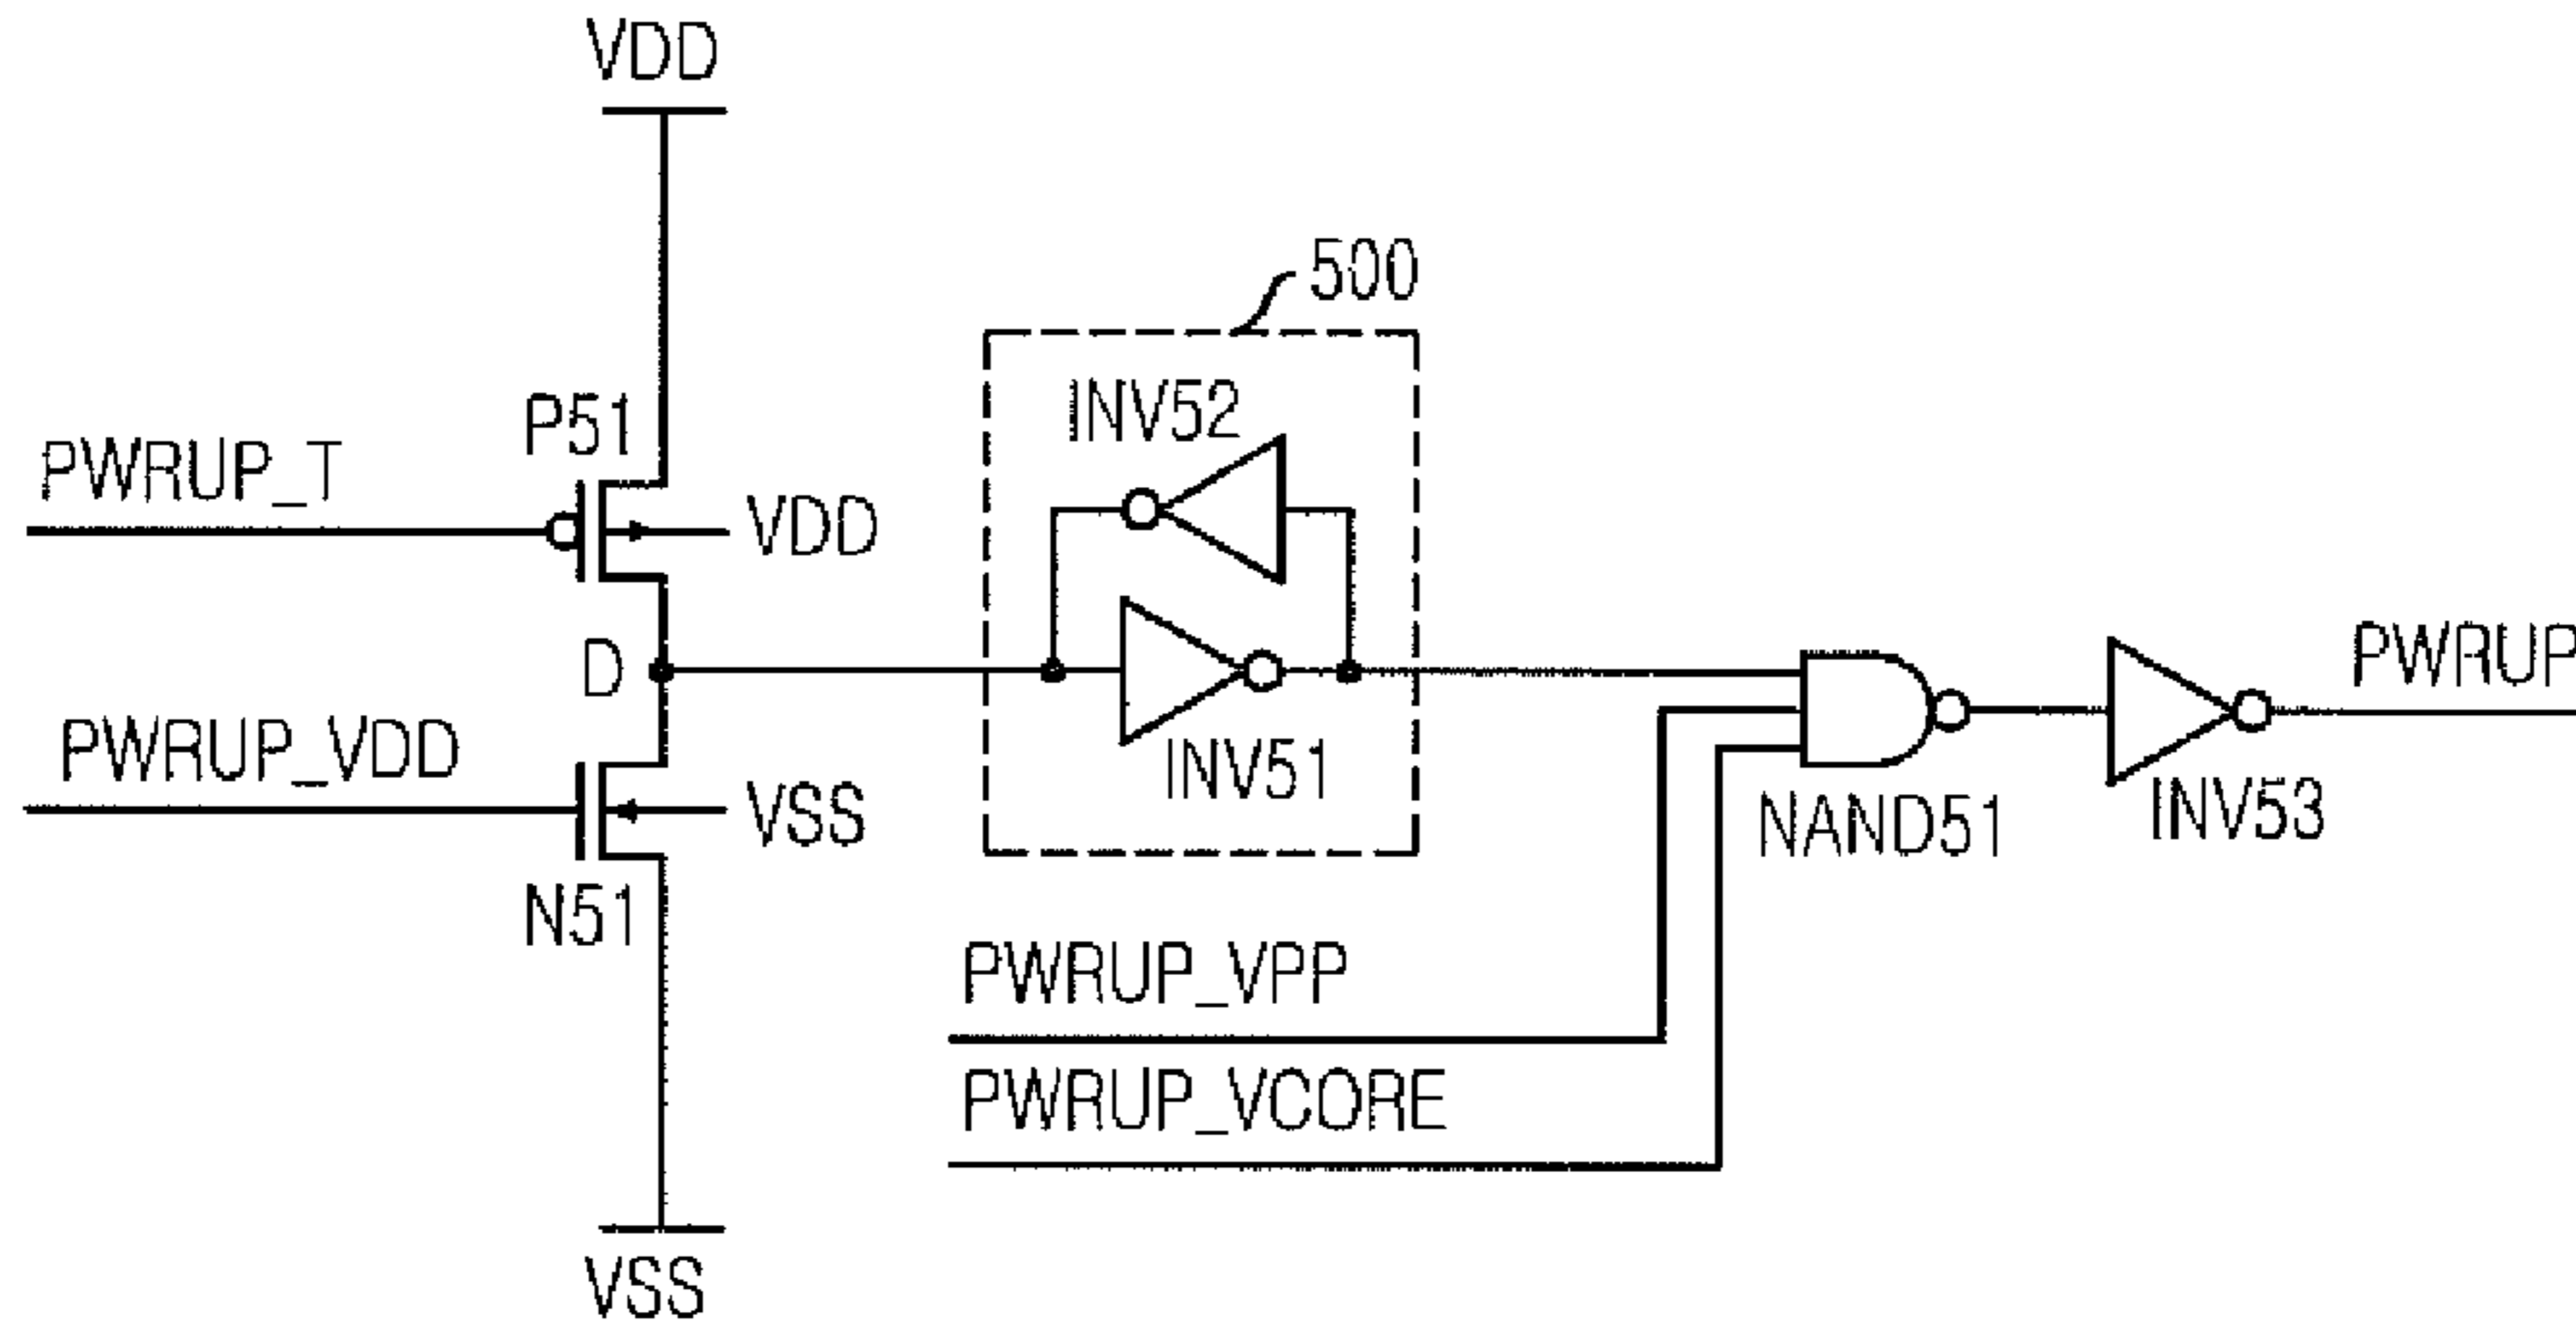 VDD
500
INV52
P51
PWRUP_T
VDD
PWRUP
D
PWRUP_VDD
INV51
VSS
NAND51
INV53
N51
PWRUP_VPP
PWRUP_VCORE
VSS